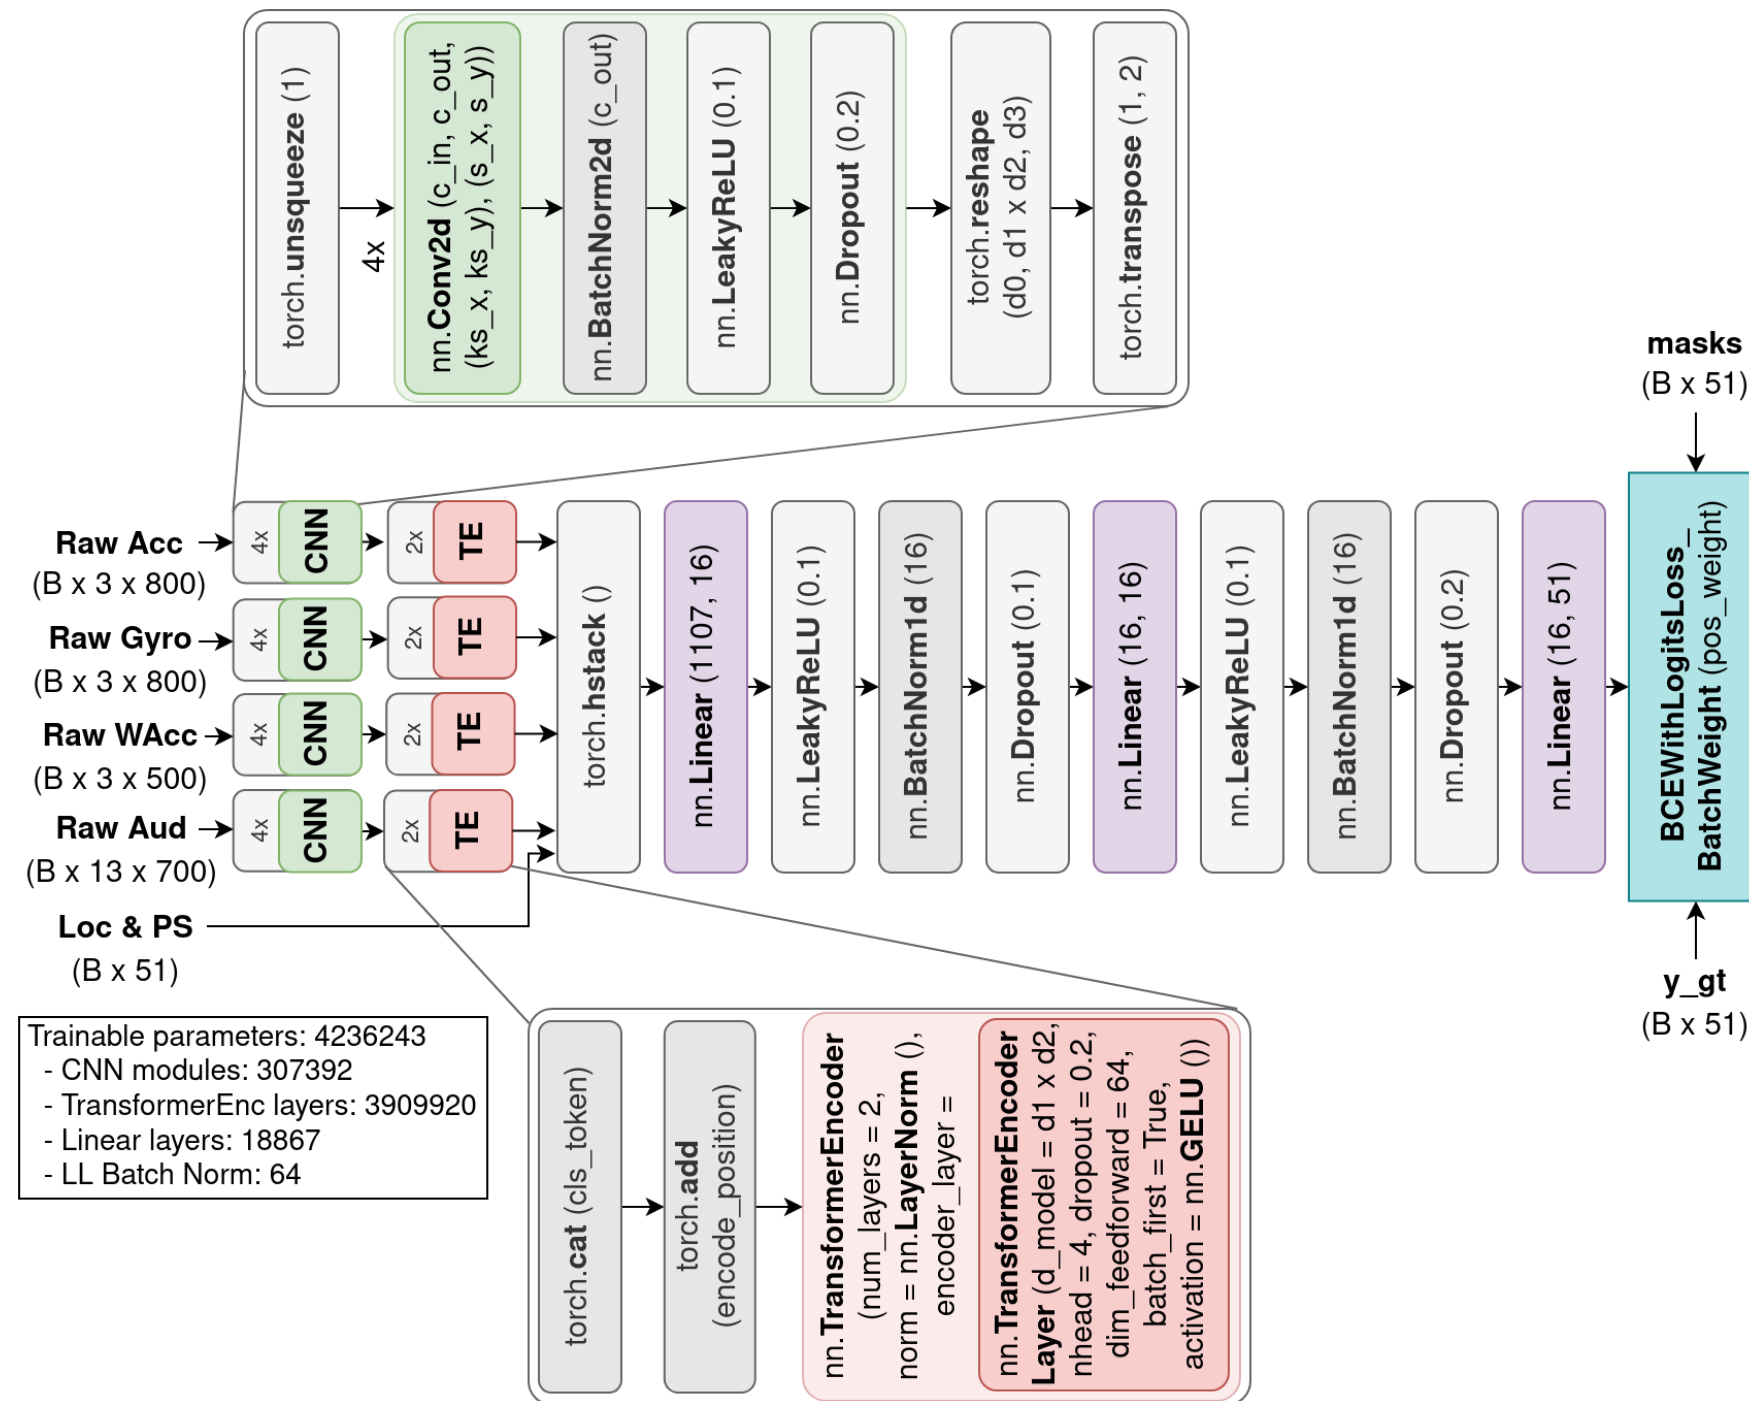 torch.unsqueeze (1)
4x
nn.Conv2d (c_in, c_out,
(ks_x, ks_y), (s_x, s_y))
nn.BatchNorm2d (c_out)
nn.LeakyReLU (0.1)
nn.Dropout (0.2)
torch.reshape
(d0, d1 x d2, d3)
torch.transpose (1, 2)
masks
(B x 51)
Raw Acc
(B x 3 x 800)
4x
CNN
2x
TE
Raw Gyro
(B x 3 x 800)
4x
CNN
2x
TE
Raw WAcc
(B x 3 x 500)
4x
CNN
2x
TE
Raw Aud
(B x 13 x 700)
4x
CNN
2x
TE
Loc & PS
(B x 51)
torch.hstack ()
nn.Linear (1107, 16)
nn.LeakyReLU (0.1)
nn.BatchNorm1d (16)
nn.Dropout (0.1)
nn.Linear (16, 16)
nn.LeakyReLU (0.1)
nn.BatchNorm1d (16)
nn.Dropout (0.2)
nn.Linear (16, 51)
BCEWithLogitsLoss_
BatchWeight (pos_weight)
y_gt
(B x 51)
Trainable parameters: 4236243
- CNN modules: 307392
- TransformerEnc layers: 3909920
- Linear layers: 18867
- LL Batch Norm: 64
torch.cat (cls_token)
torch.add
(encode_position)
nn.TransformerEncoder
(num_layers = 2,
norm = nn.LayerNorm (),
encoder_layer =
nn.TransformerEncoder
Layer (d_model = d1 x d2,
nhead = 4, dropout = 0.2,
dim_feedforward = 64,
batch_first = True,
activation = nn.GELU ())